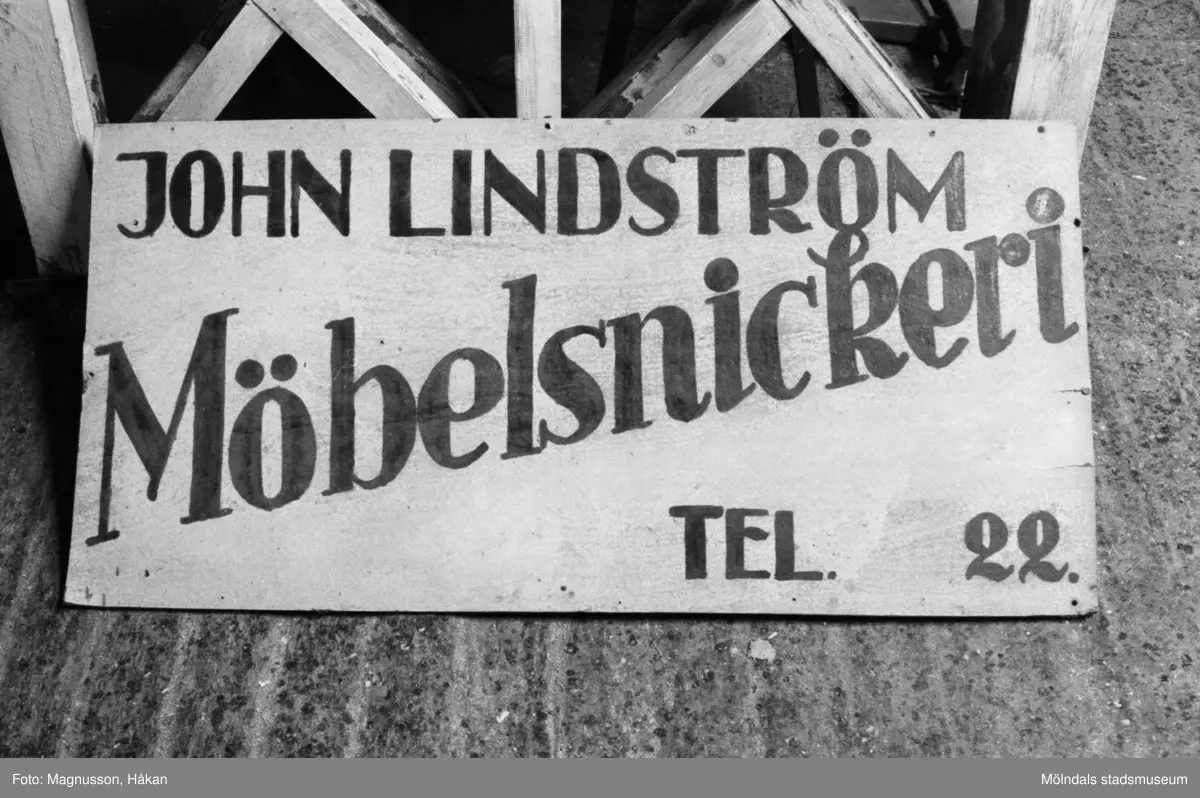 JOHN LINDSTRÖM
Möbelsnickeri
TEL. 22.
Foto: Magnusson, Håkan
Mölndals stadsmuseum